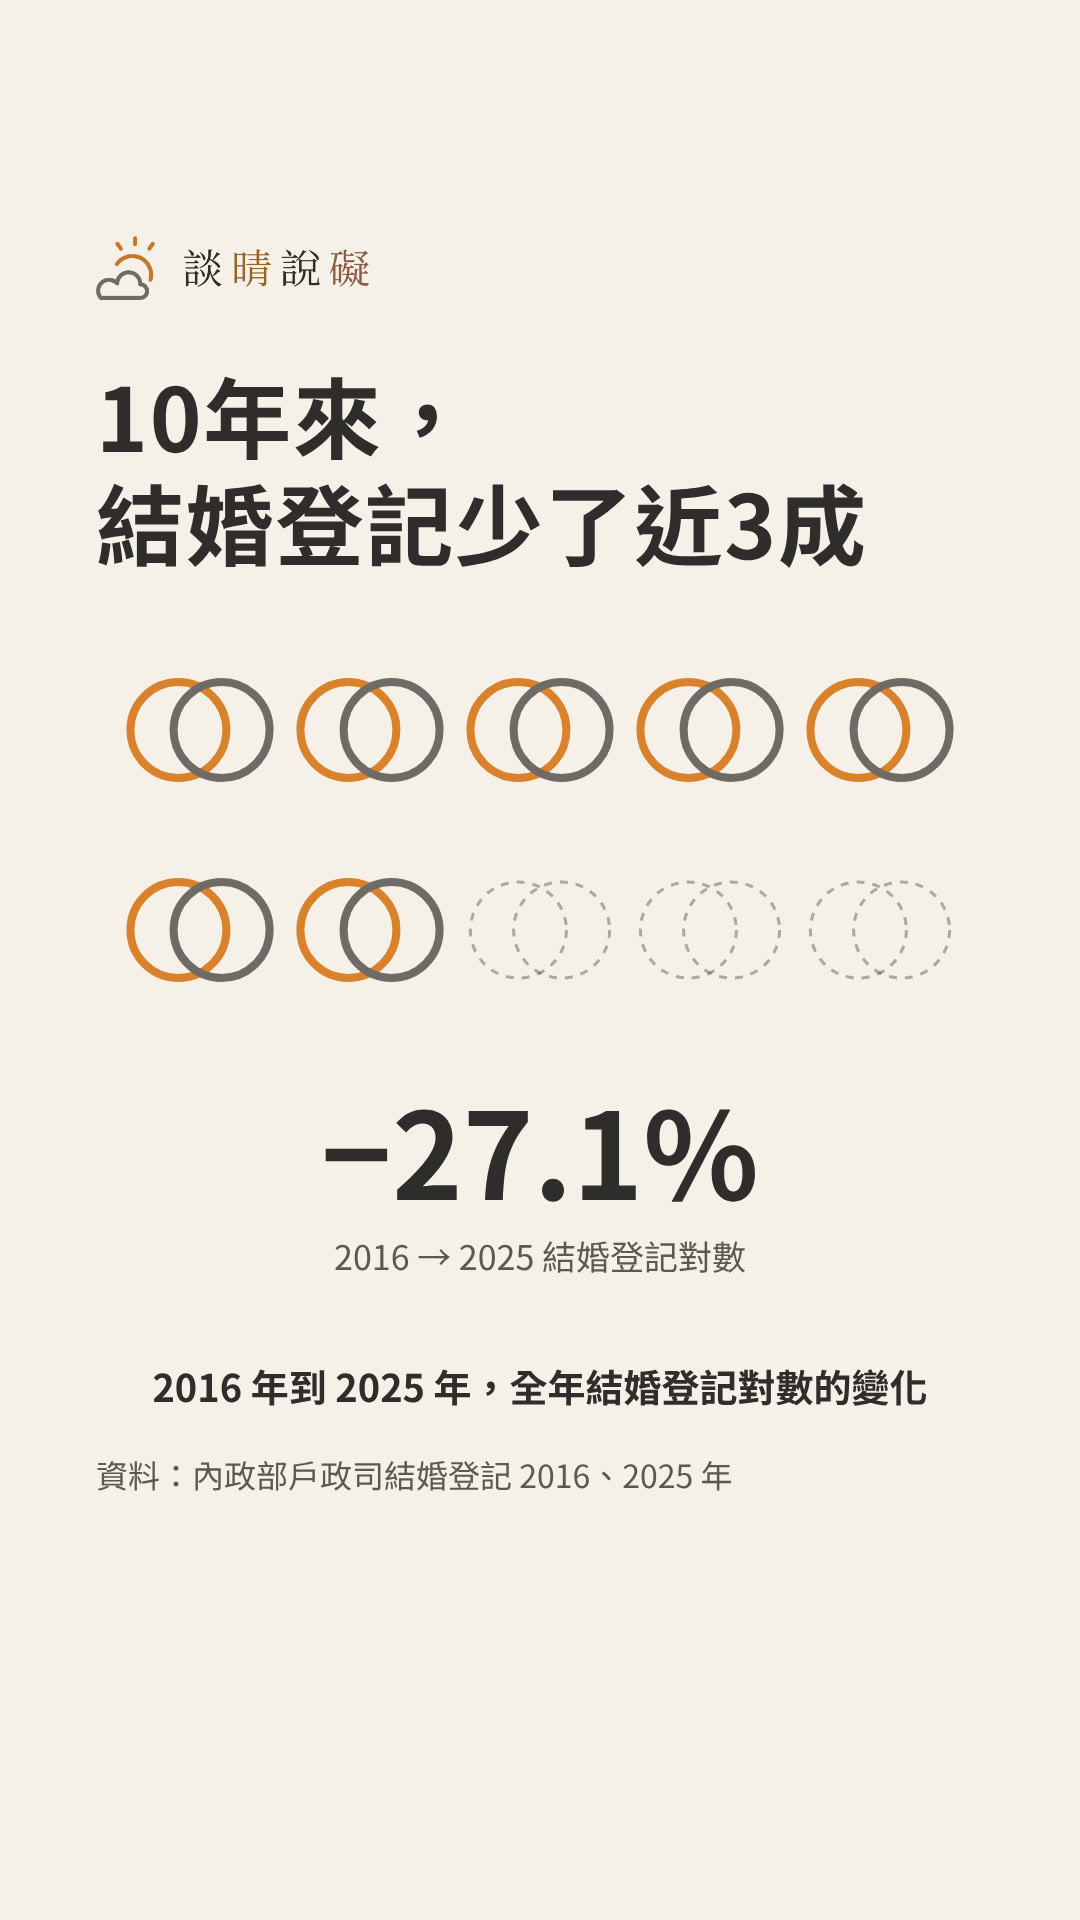 談晴說礙
10年來，
結婚登記少了近3成
−27.1%
2016 → 2025 結婚登記對數
2016 年到 2025 年，全年結婚登記對數的變化
資料：內政部戶政司結婚登記 2016、2025 年